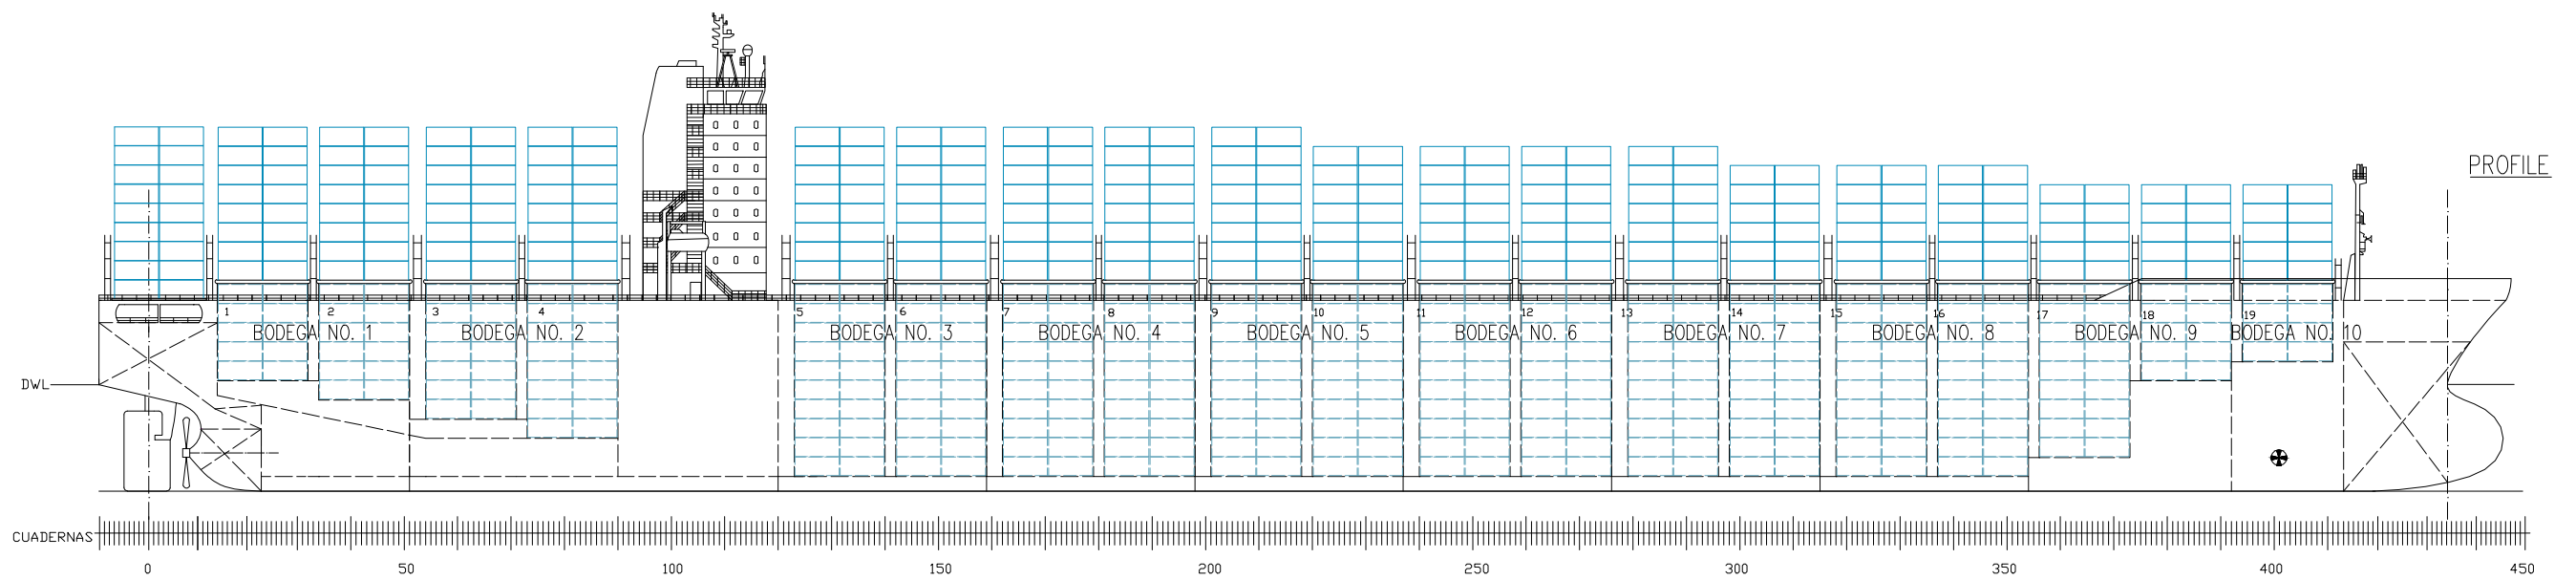 PROFILE
1 2 3 4 5 6 7 8 9 10 11 12 13 14 15 16 17 18 19
BODEGA NO. 1 BODEGA NO. 2 BODEGA NO. 3 BODEGA NO. 4 BODEGA NO. 5 BODEGA NO. 6 BODEGA NO. 7 BODEGA NO. 8 BODEGA NO. 9 BODEGA NO. 10
DWL
CUADERNAS
0 50 100 150 200 250 300 350 400 450